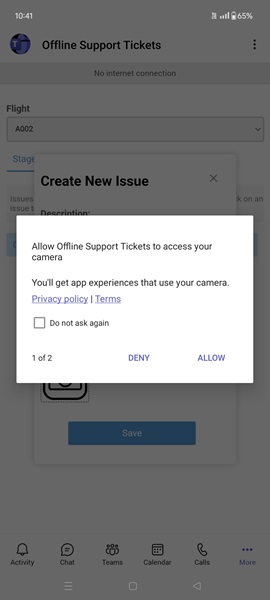 10:41
65%
Offline Support Tickets
No internet connection
Flight
A002
Stage
Create New Issue
Issues
k on an
issue t
Description:
Allow Offline Support Tickets to access your
camera
You'll get app experiences that use your camera.
Privacy policy | Terms
Do not ask again
1 of 2
DENY
ALLOW
Save
Activity
Chat
Teams
Calendar
Calls
More